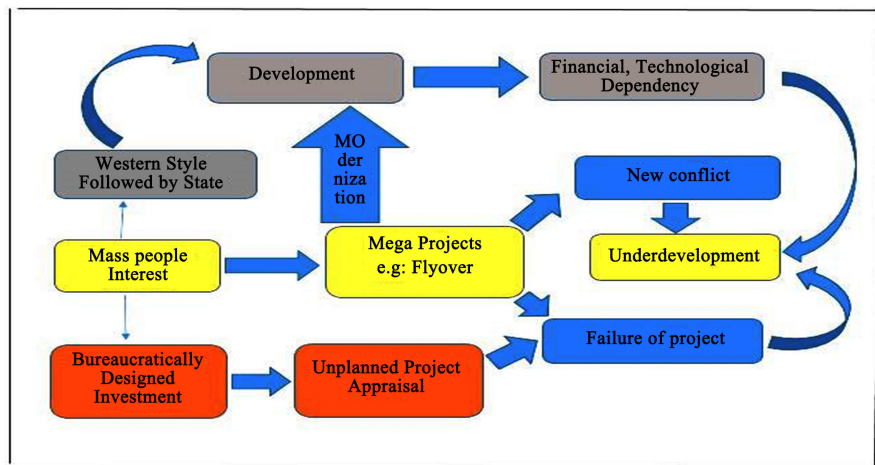 Development
Financial, Technological
Dependency
MO
der
niza
tion
Western Style
Followed by State
New conflict
Mass people
Interest
Mega Projects
e.g: Flyover
Underdevelopment
Bureaucratically
Designed
Investment
Unplanned Project
Appraisal
Failure of project